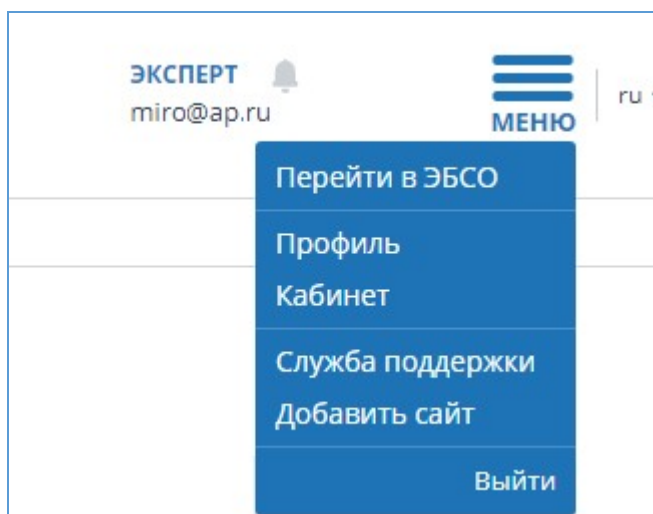 ЭКСПЕРТ
miro@ap.ru
МЕНЮ
ru
Перейти в ЭБСО
Профиль
Кабинет
Служба поддержки
Добавить сайт
Выйти